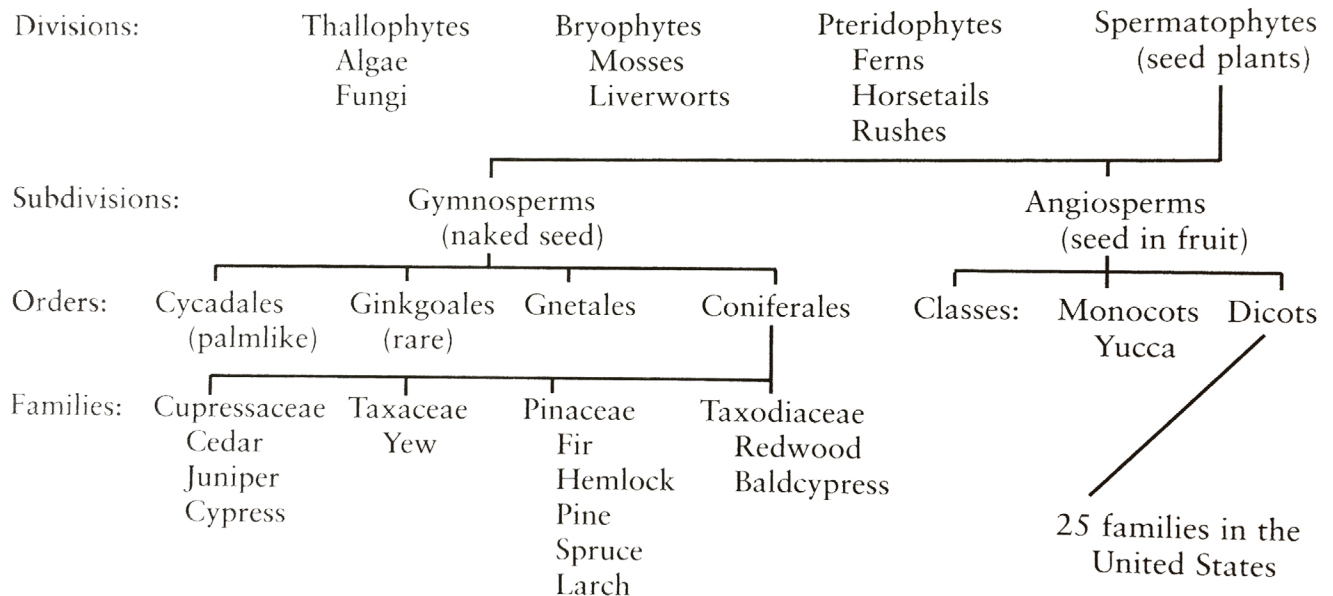 Divisions: Thallophytes Bryophytes Pteridophytes Spermatophytes
Algae Mosses Ferns (seed plants)
Fungi Liverworts Horsetails
Rushes
Subdivisions: Gymnosperms Angiosperms
(naked seed) (seed in fruit)
Orders: Cycadales Ginkgoales Gnetales Coniferales Classes: Monocots Dicots
(palmlike) (rare) Yucca
Families: Cupressaceae Taxaceae Pinaceae Taxodiaceae
Cedar Yew Fir Redwood
Juniper Hemlock Baldcypress
Cypress Pine 25 families in the
Spruce United States
Larch